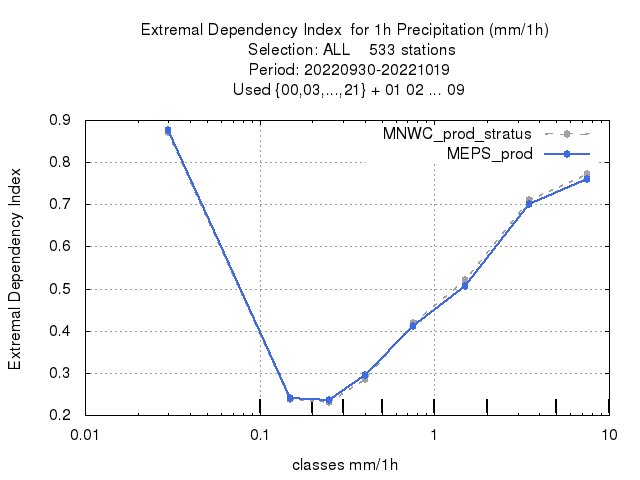 Extremal Dependency Index  for 1h Precipitation (mm/1h)
Selection: ALL    533 stations
Period: 20220930-20221019
Used {00,03,...,21} + 01 02 ... 09
MNWC_prod_stratus
MEPS_prod
Extremal Dependency Index
0.9
0.8
0.7
0.6
0.5
0.4
0.3
0.2
0.01
0.1
1
10
classes mm/1h